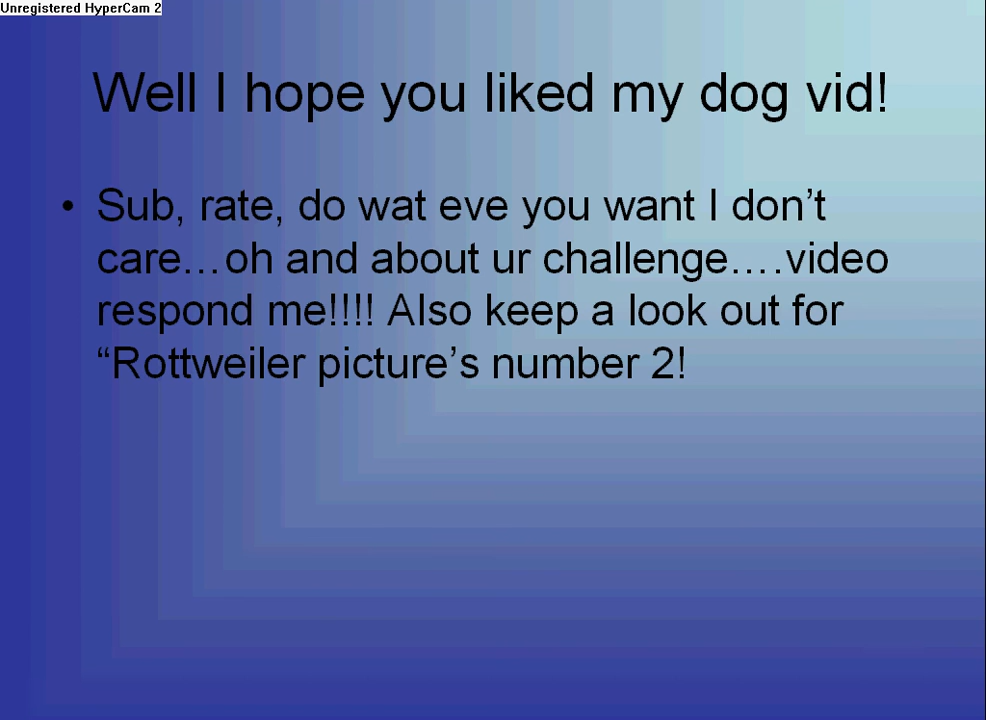 Unregistered HyperCam 2
Well I hope you liked my dog vid!
• Sub, rate, do wat eve you want I don’t
care…oh and about ur challenge….video
respond me!!!! Also keep a look out for
“Rottweiler picture’s number 2!